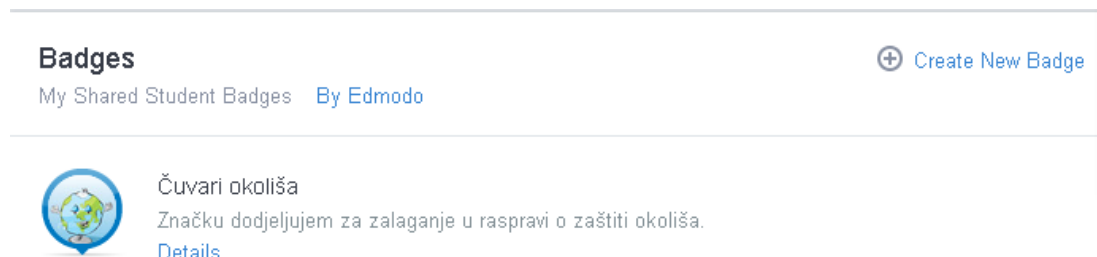 Badges
Create New Badge
My Shared Student Badges By Edmodo
Čuvari okoliša
Značku dodjeljujem za zalaganje u raspravi o zaštiti okoliša.
Details